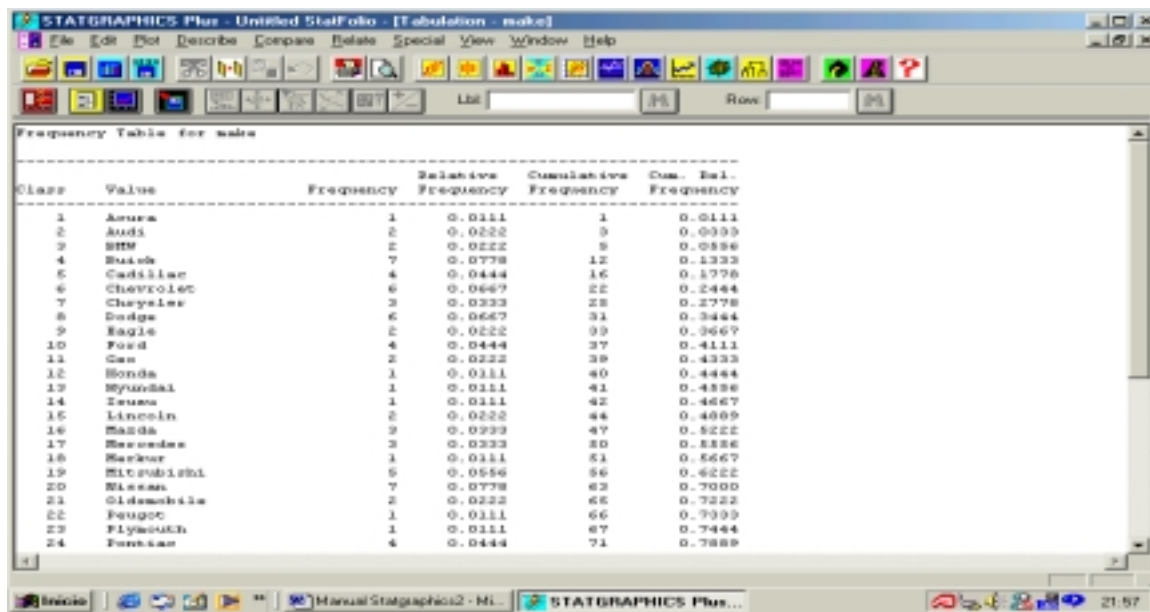 STATGRAPHICS Plus - Untitled StatFolio - [Tabulation - make]
File Edit Plot Describe Compare Relate Special View Window Help
Lbl: Row:
Frequency Table for make
Relative Cumulative Cum. Rel.
Class Value Frequency Frequency Frequency Frequency
1 Acura 1 0.0111 1 0.0111
2 Audi 2 0.0222 3 0.0333
3 BMW 2 0.0222 5 0.0556
4 Buick 7 0.0778 12 0.1333
5 Cadillac 4 0.0444 16 0.1778
6 Chevrolet 6 0.0667 22 0.2444
7 Chrysler 3 0.0333 25 0.2778
8 Dodge 6 0.0667 31 0.3444
9 Eagle 2 0.0222 33 0.3667
10 Ford 4 0.0444 37 0.4111
11 Geo 2 0.0222 39 0.4333
12 Honda 1 0.0111 40 0.4444
13 Hyundai 1 0.0111 41 0.4556
14 Isuzu 1 0.0111 42 0.4667
15 Lincoln 2 0.0222 44 0.4889
16 Mazda 3 0.0333 47 0.5222
17 Mercedes 3 0.0333 50 0.5556
18 Merkur 1 0.0111 51 0.5667
19 Mitsubishi 5 0.0556 56 0.6222
20 Nissan 7 0.0778 63 0.7000
21 Oldsmobile 2 0.0222 65 0.7222
22 Peugot 1 0.0111 66 0.7333
23 Plymouth 1 0.0111 67 0.7444
24 Pontiac 4 0.0444 71 0.7889
Inicio Manual Statgraphics2 - Mi... STATGRAPHICS Plus... 21:57